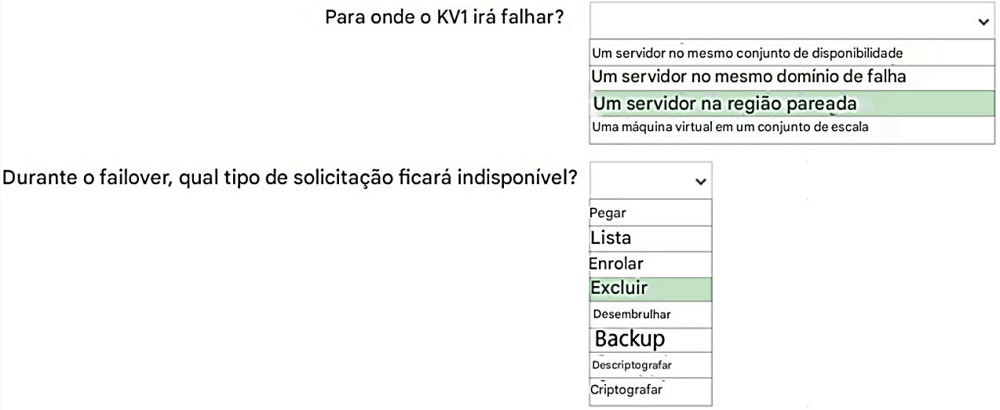 Para onde o KV1 irá falhar?
Um servidor no mesmo conjunto de disponibilidade
Um servidor no mesmo domínio de falha
Um servidor na região pareada
Uma máquina virtual em um conjunto de escala
Durante o failover, qual tipo de solicitação ficará indisponível?
Pegar
Lista
Enrolar
Excluir
Desembrulhar
Backup
Descriptografar
Criptografar